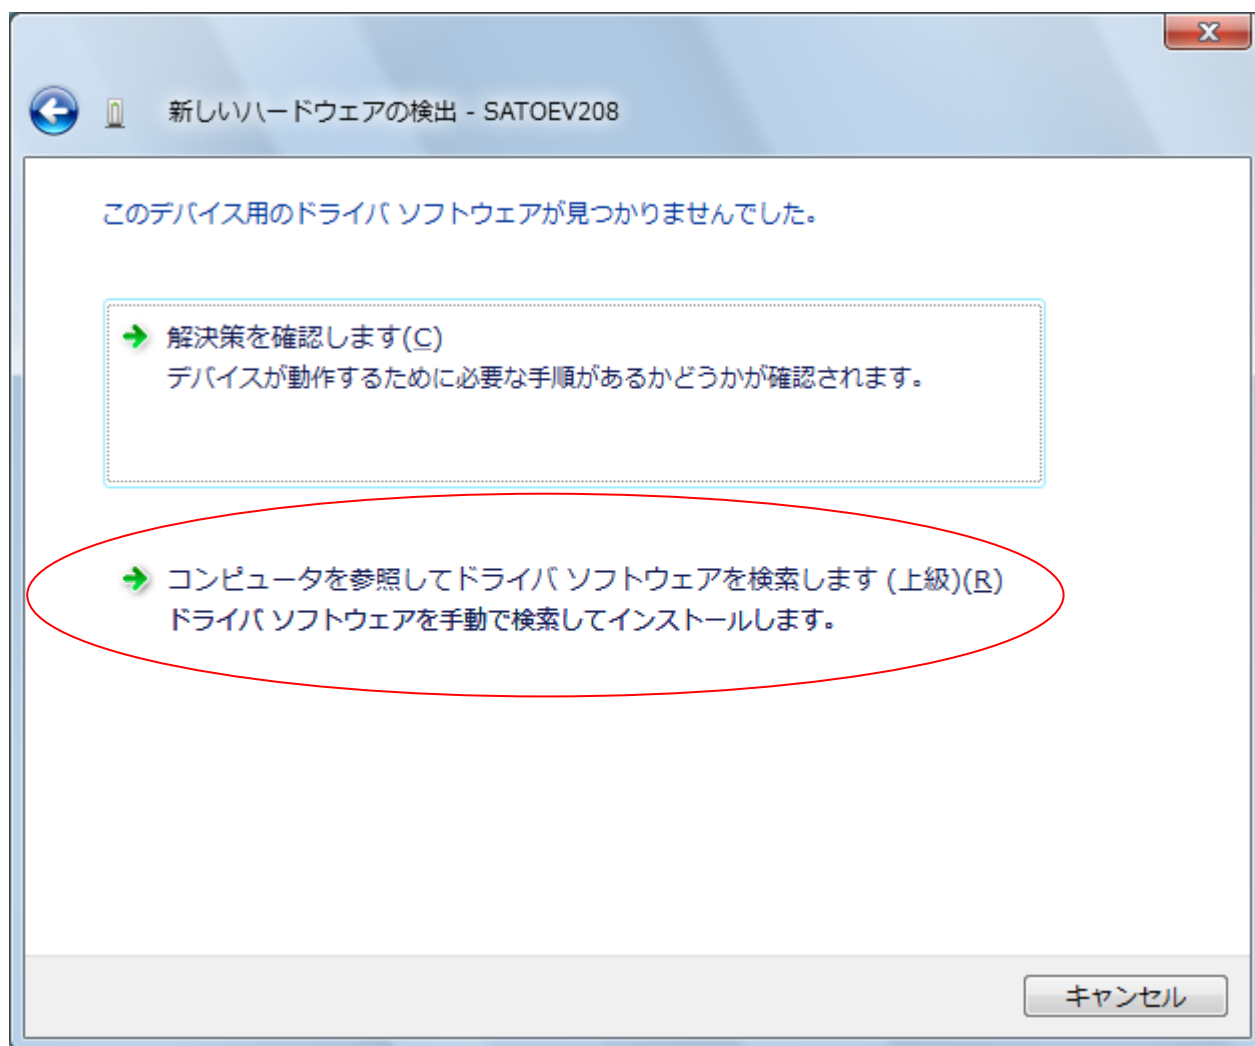 新しいハードウェアの検出 - SATOEV208
このデバイス用のドライバ ソフトウェアが見つかりませんでした。
解決策を確認します(C)
デバイスが動作するために必要な手順があるかどうかが確認されます。
コンピュータを参照してドライバ ソフトウェアを検索します (上級)(R)
ドライバ ソフトウェアを手動で検索してインストールします。
キャンセル